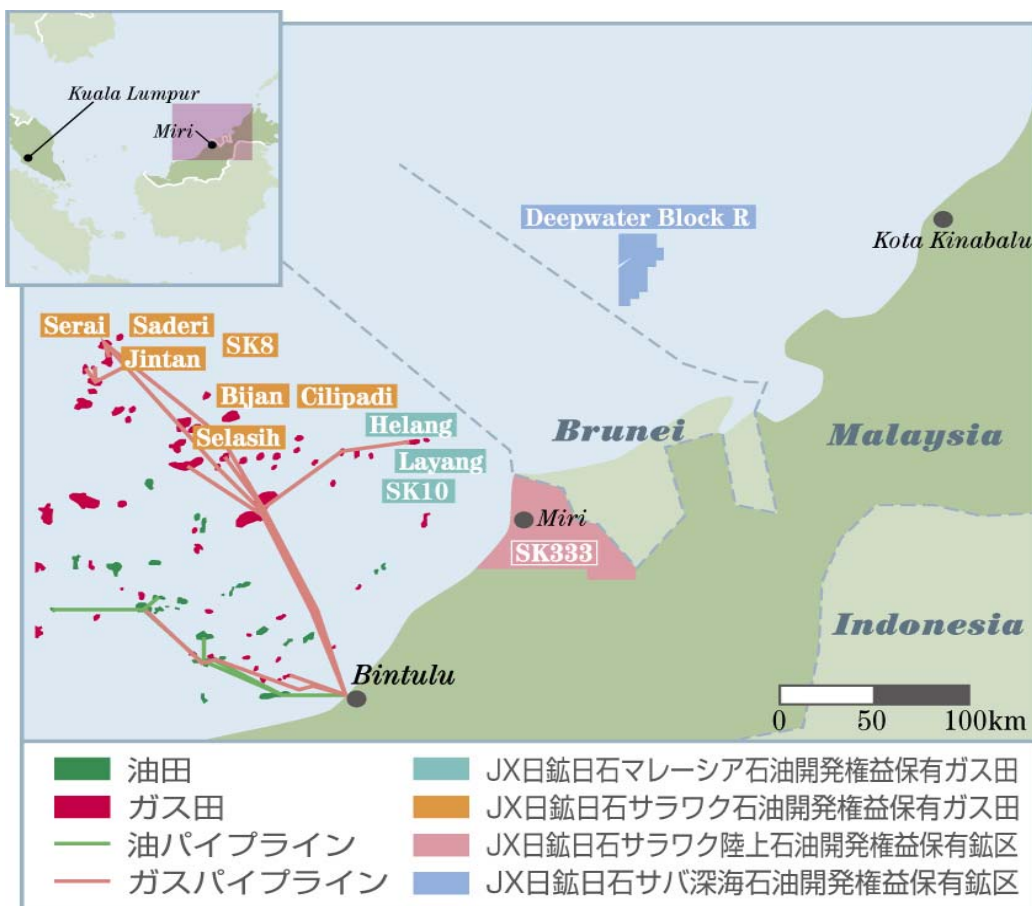 Kuala Lumpur
Miri
Deepwater Block R
Kota Kinabalu
Serai
Saderi
SK8
Jintan
Bijan
Cilipadi
Helang
Selasih
Layang
SK10
Brunei
Malaysia
Miri
SK333
Indonesia
Bintulu
0 50 100km
油田
ガス田
油パイプライン
ガスパイプライン
JX日鉱日石マレーシア石油開発権益保有ガス田
JX日鉱日石サラワク石油開発権益保有ガス田
JX日鉱日石サラワク陸上石油開発権益保有鉱区
JX日鉱日石サバ深海石油開発権益保有鉱区